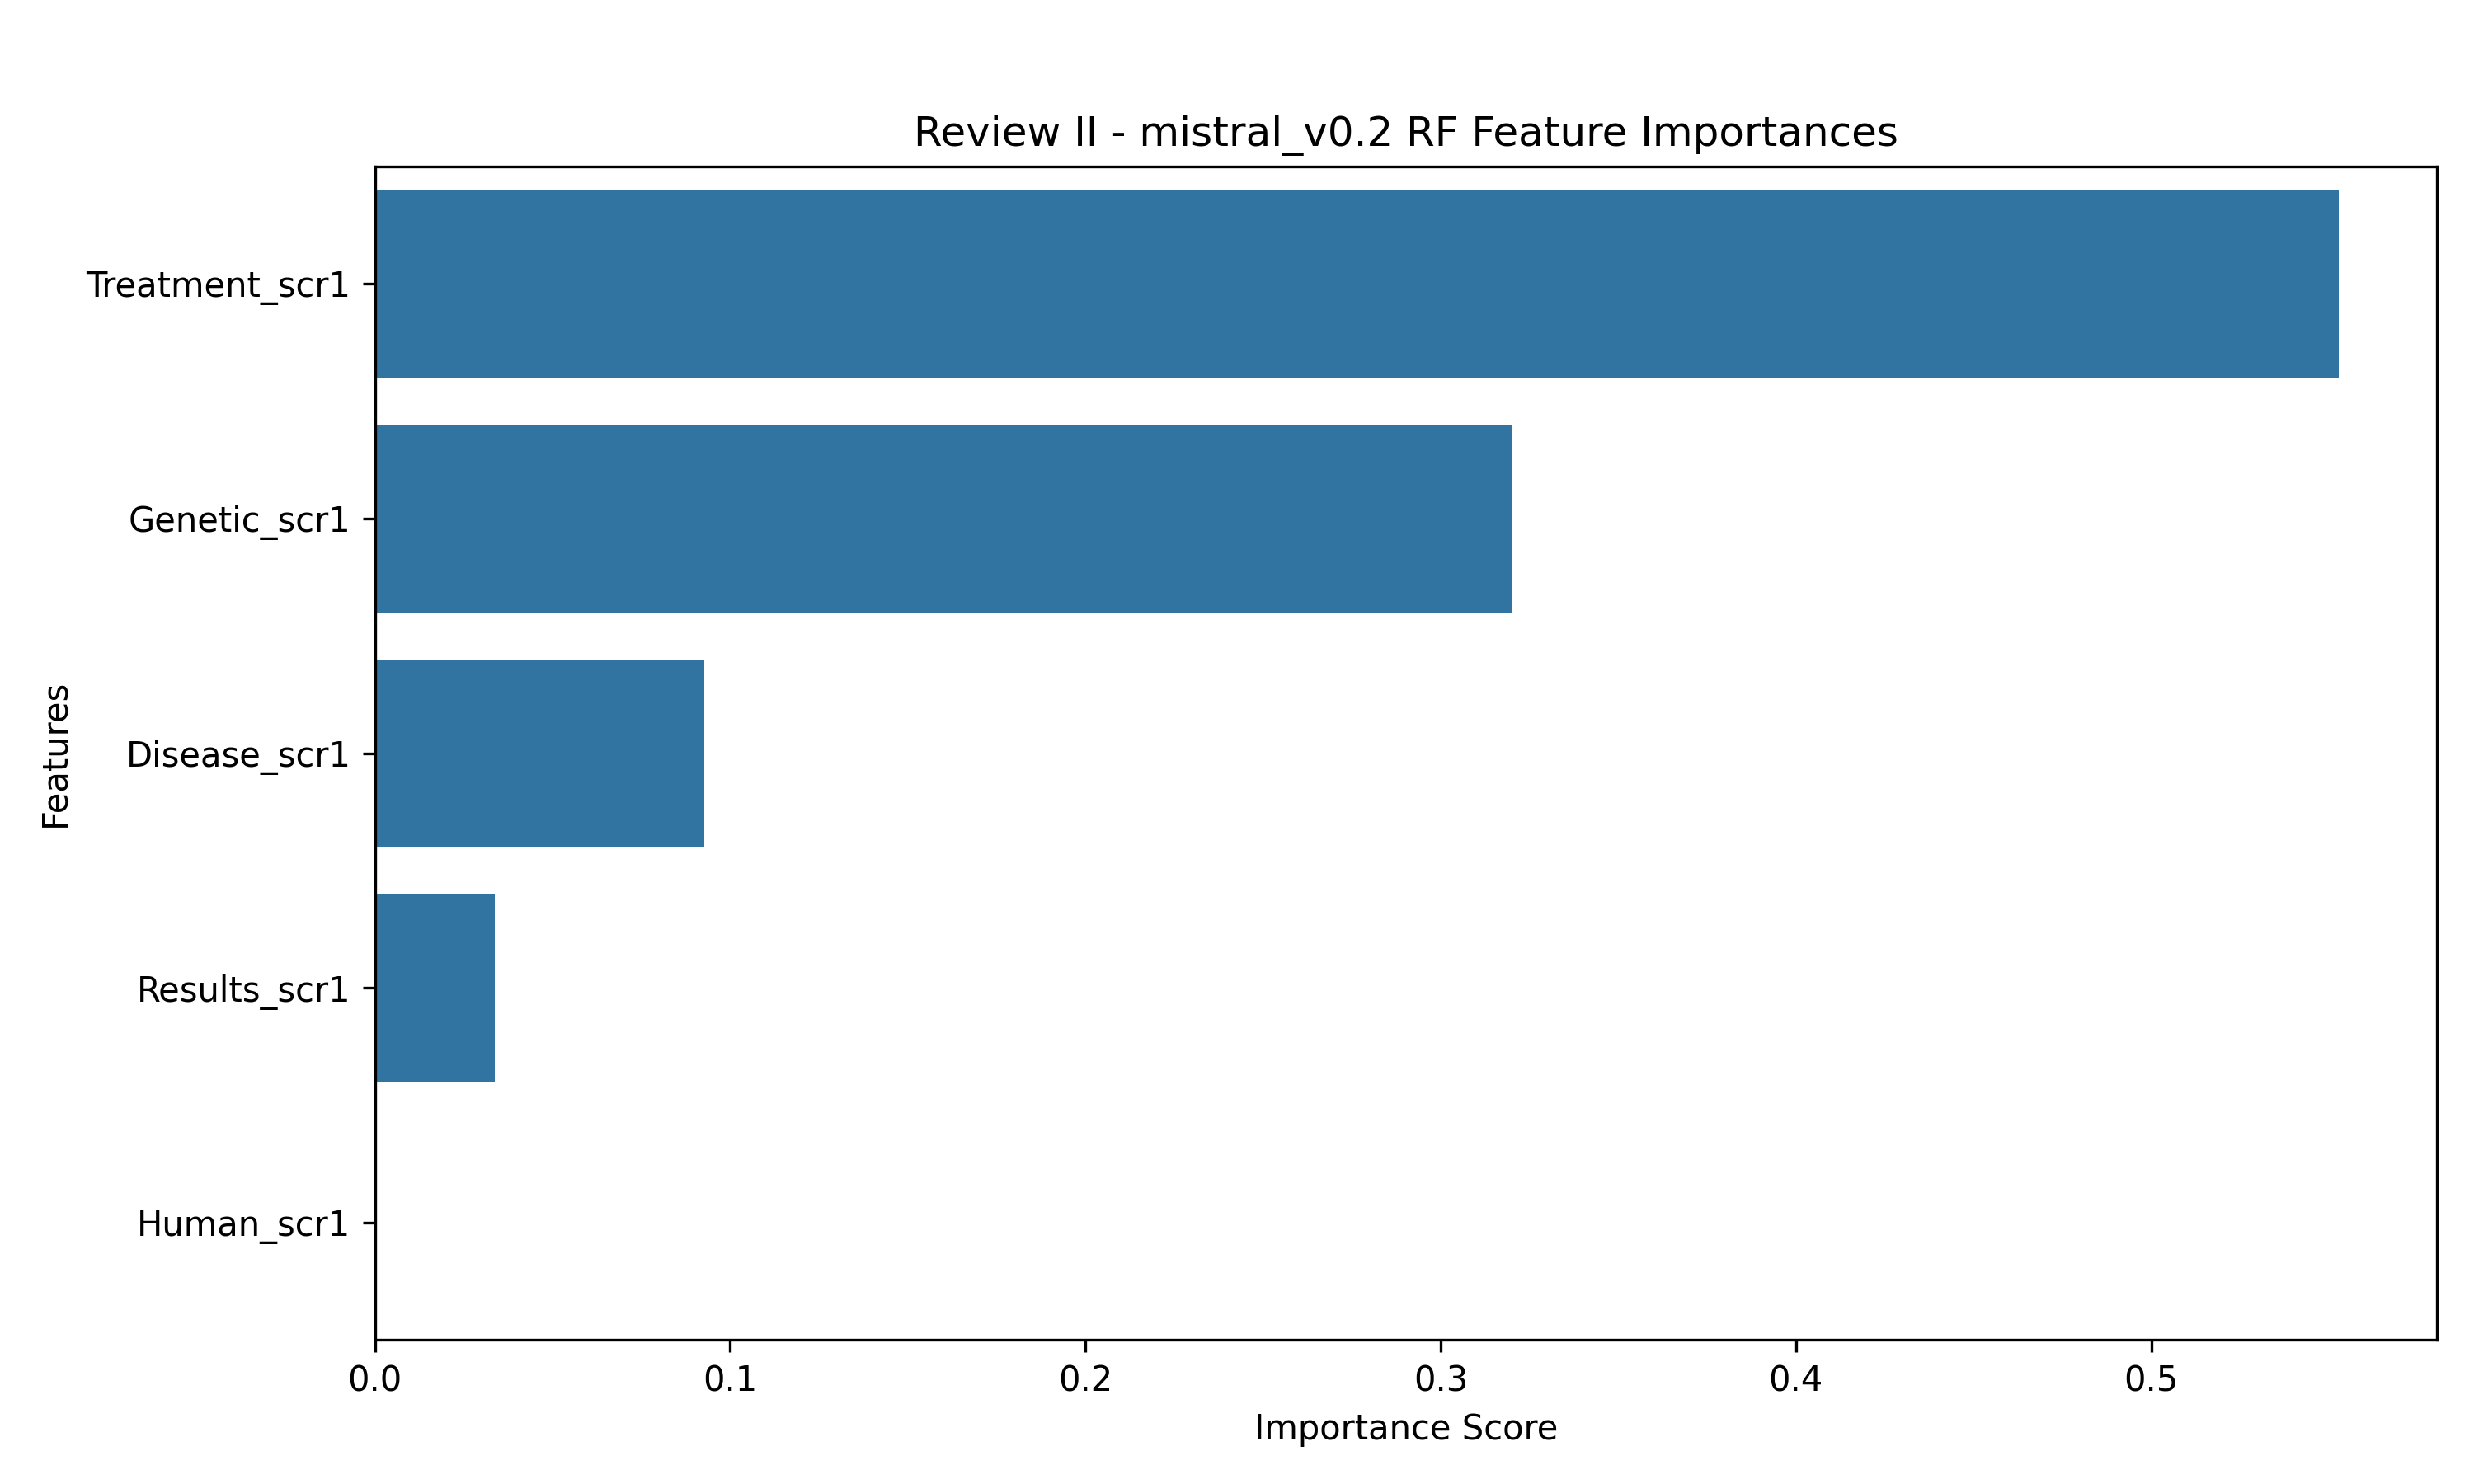 Review II - mistral_v0.2 RF Feature Importances
Treatment_scr1
Genetic_scr1
Disease_scr1
Results_scr1
Human_scr1
Features
0.0 0.1 0.2 0.3 0.4 0.5
Importance Score